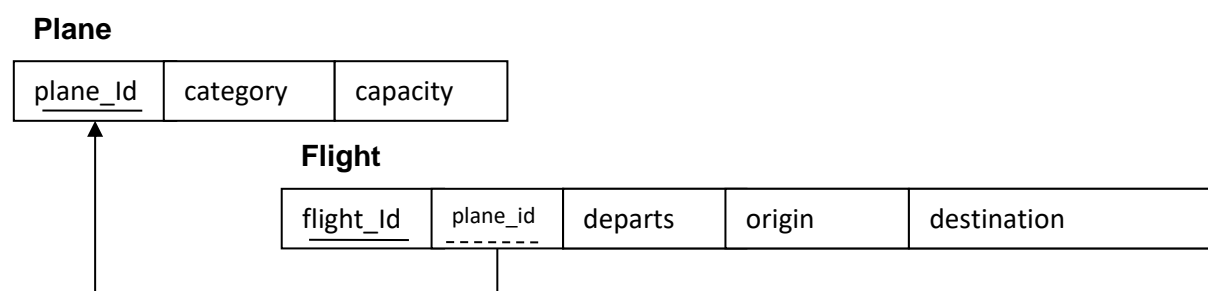 Plane
plane_Id category capacity
Flight
flight_Id plane_id departs origin destination